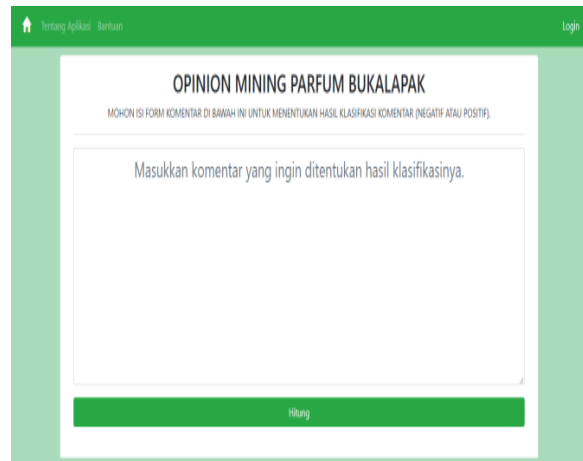 Tentang Aplikasi Bantuan Login
OPINION MINING PARFUM BUKALAPAK
MOHON ISI FORM KOMENTAR DI BAWAH INI UNTUK MENENTUKAN HASIL KLASIFIKASI KOMENTAR (NEGATIF ATAU POSITIF).
Masukkan komentar yang ingin ditentukan hasil klasifikasinya.
Hitung